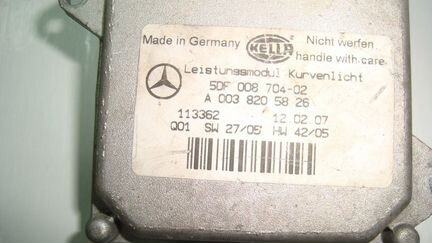 Made in Germany HELLA Nicht werfen
handle with care
Leistungsmodul Kurvenlicht
5DF 008 704-02
A 003 820 58 26
113362 12.02.07
Q01 SW 27/05 HW 42/05